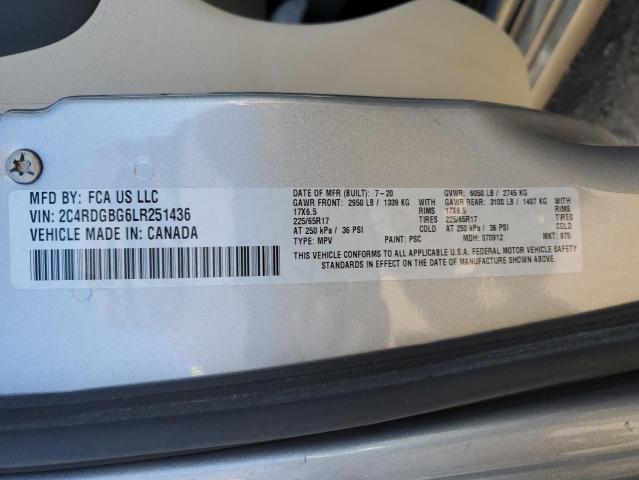 MFD BY: FCA US LLC
VIN: 2C4RDGBG6LR251436
VEHICLE MADE IN: CANADA
DATE OF MFR (BUILT): 7-20 GVWR: 6050 LB / 2745 KG
GAWR FRONT: 2950 LB / 1339 KG WITH GAWR REAR: 3100 LB / 1407 KG WITH
17X6.5 RIMS 17X6.5 RIMS
225/65R17 TIRES 225/65R17 TIRES
AT 250 kPa / 36 PSI COLD AT 250 kPa / 36 PSI COLD
TYPE: MPV PAINT: PSC MDH: 070912 MKT: 875
THIS VEHICLE CONFORMS TO ALL APPLICABLE U.S.A. FEDERAL MOTOR VEHICLE SAFETY
STANDARDS IN EFFECT ON THE DATE OF MANUFACTURE SHOWN ABOVE.